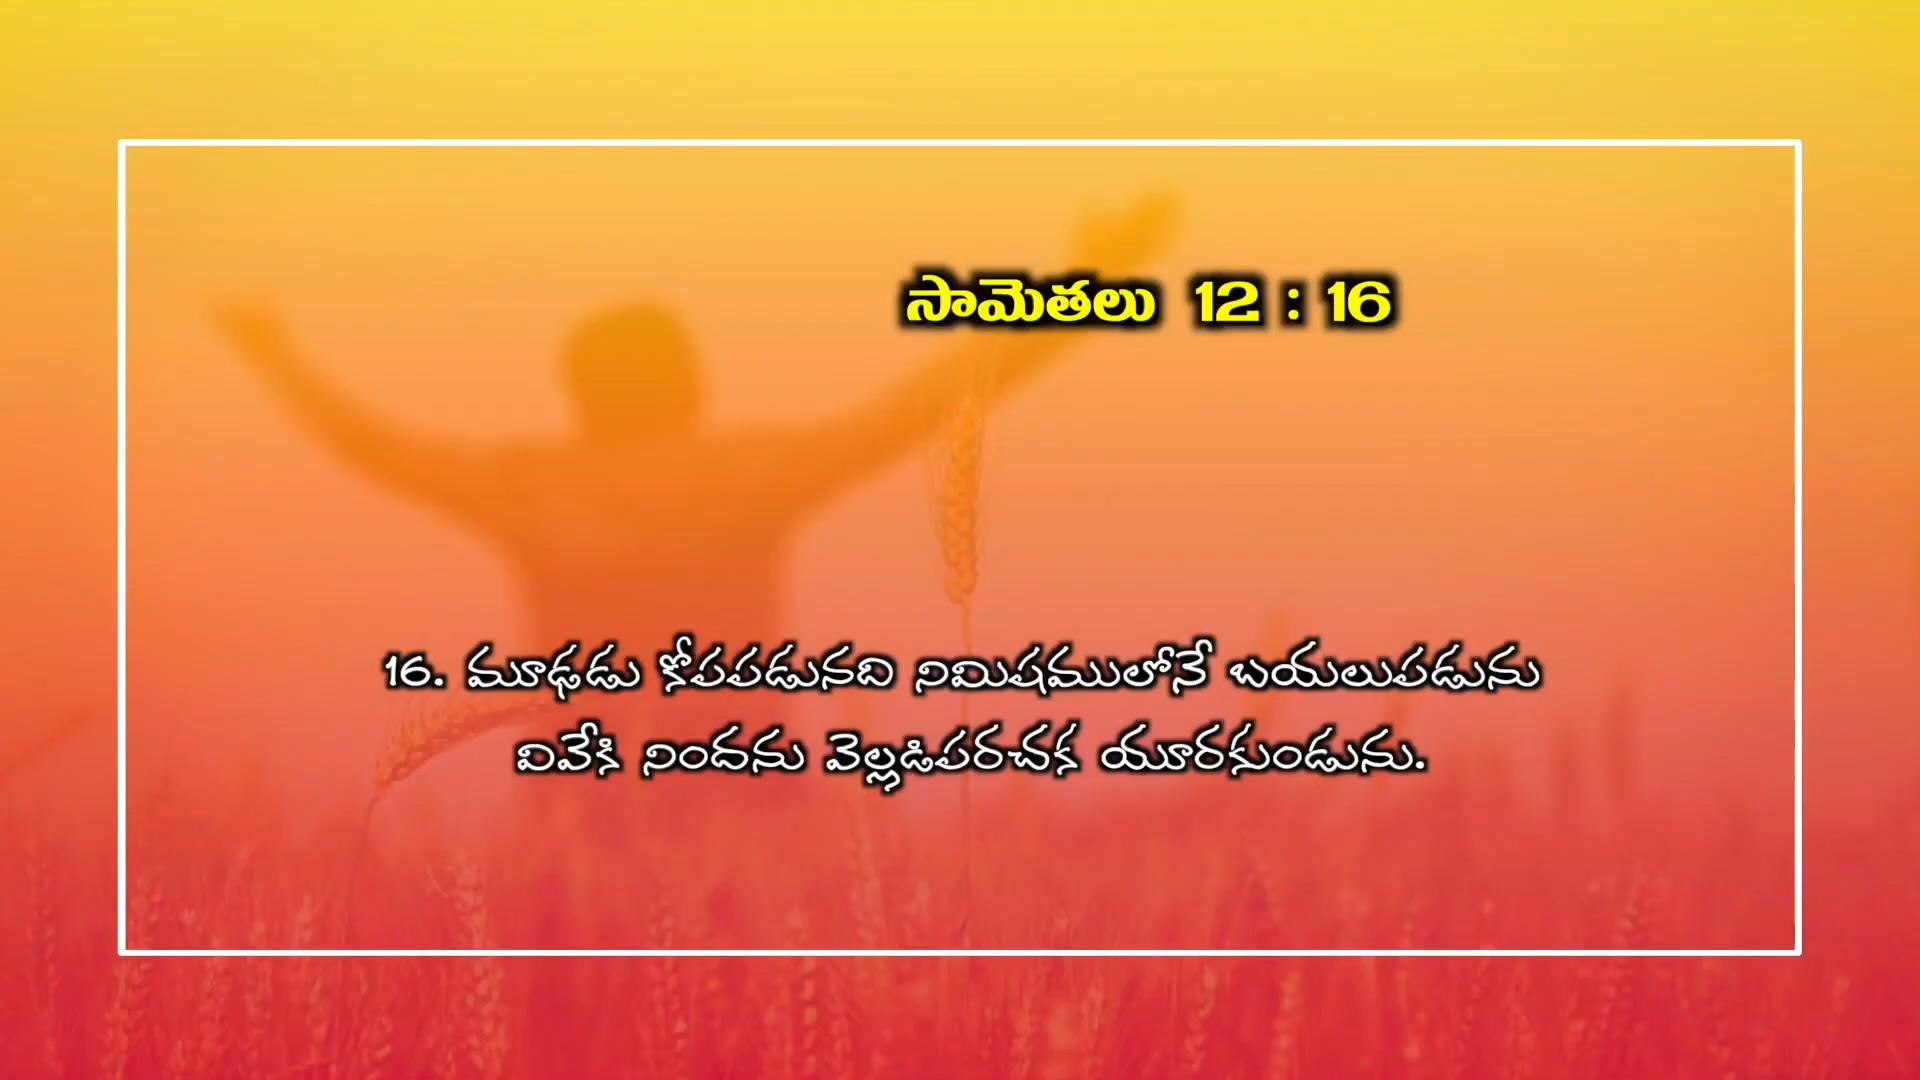 సామెతలు 12 : 16
16. మూఢుడు కోపపడునది నిమిషములోనే బయలుపడును
వివేకి నిందను వెల్లడిపరచక యూరకుండును.